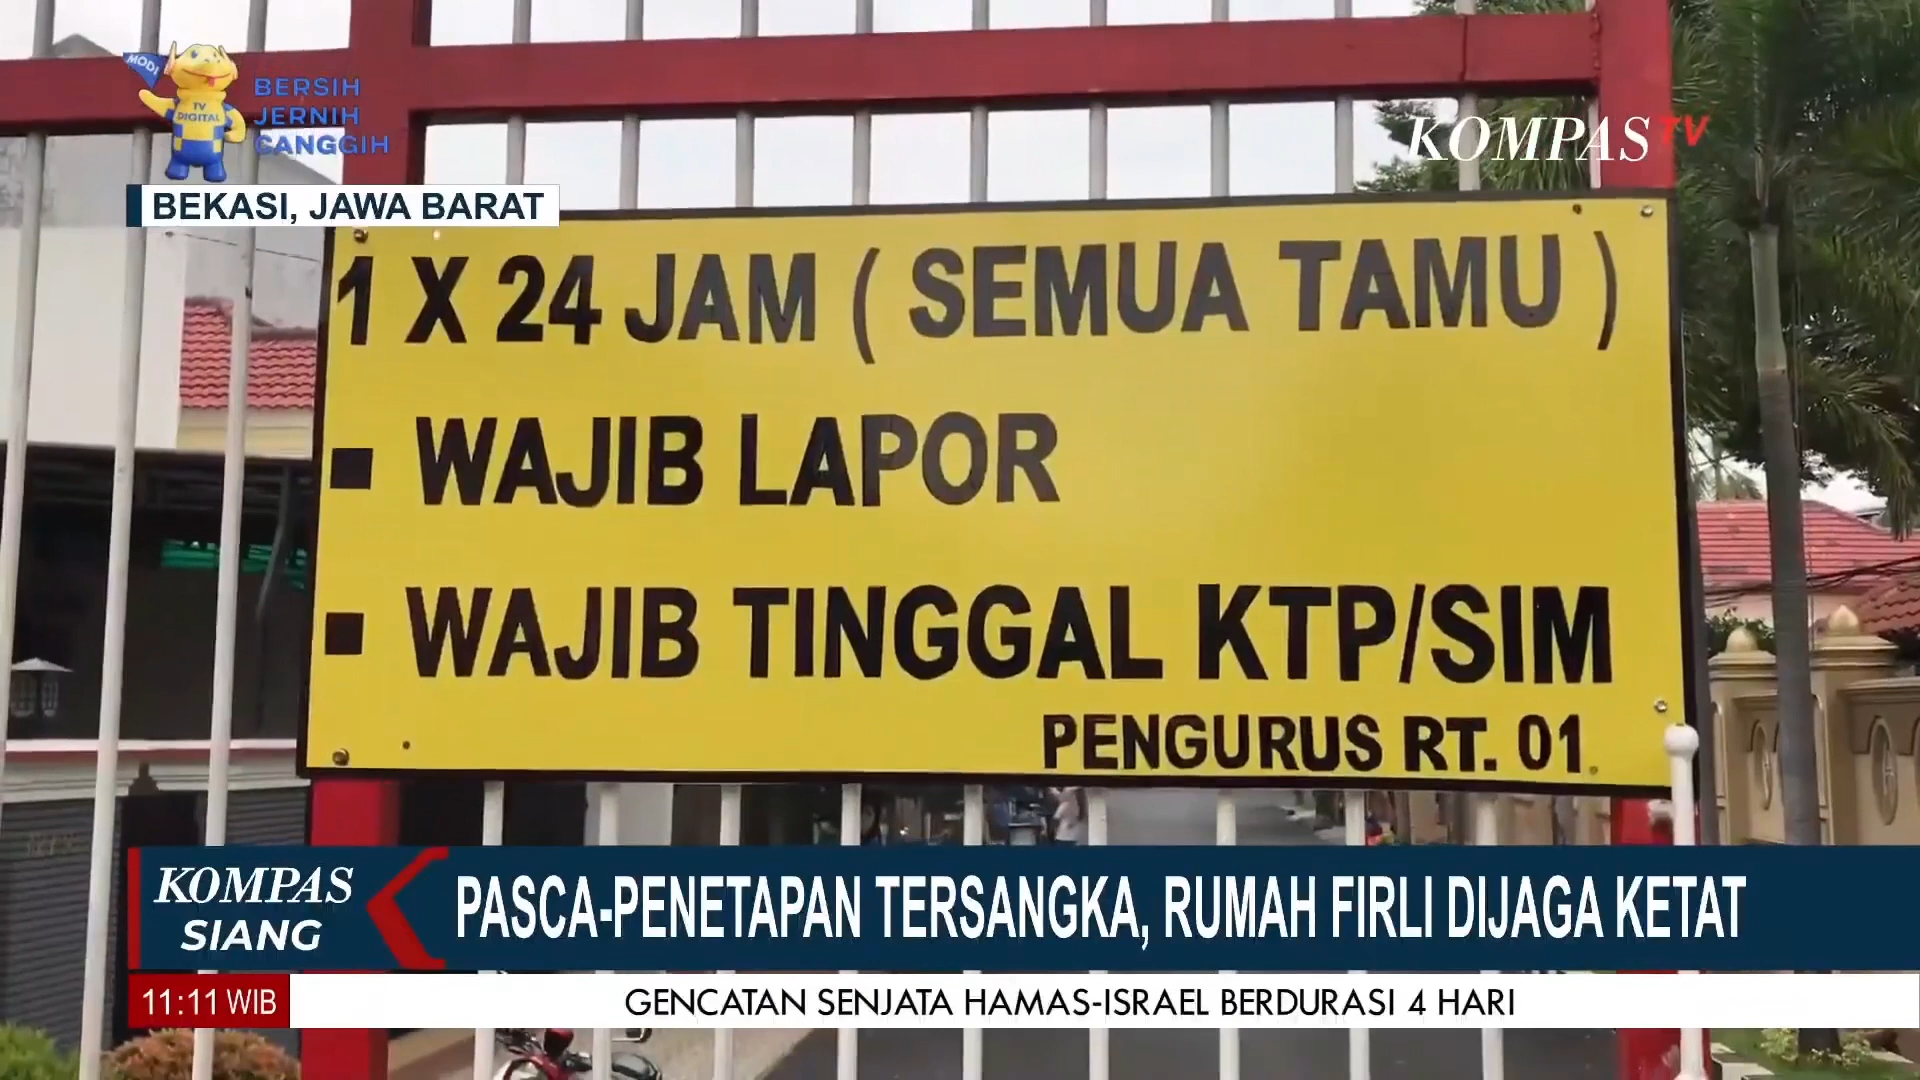 MODI
TV
DIGITAL
BERSIH
JERNIH
CANGGIH
KOMPAS TV
BEKASI, JAWA BARAT
1 X 24 JAM ( SEMUA TAMU )
▪ WAJIB LAPOR
▪ WAJIB TINGGAL KTP/SIM
PENGURUS RT. 01
KOMPAS
SIANG
PASCA-PENETAPAN TERSANGKA, RUMAH FIRLI DIJAGA KETAT
11:11 WIB
GENCATAN SENJATA HAMAS-ISRAEL BERDURASI 4 HARI